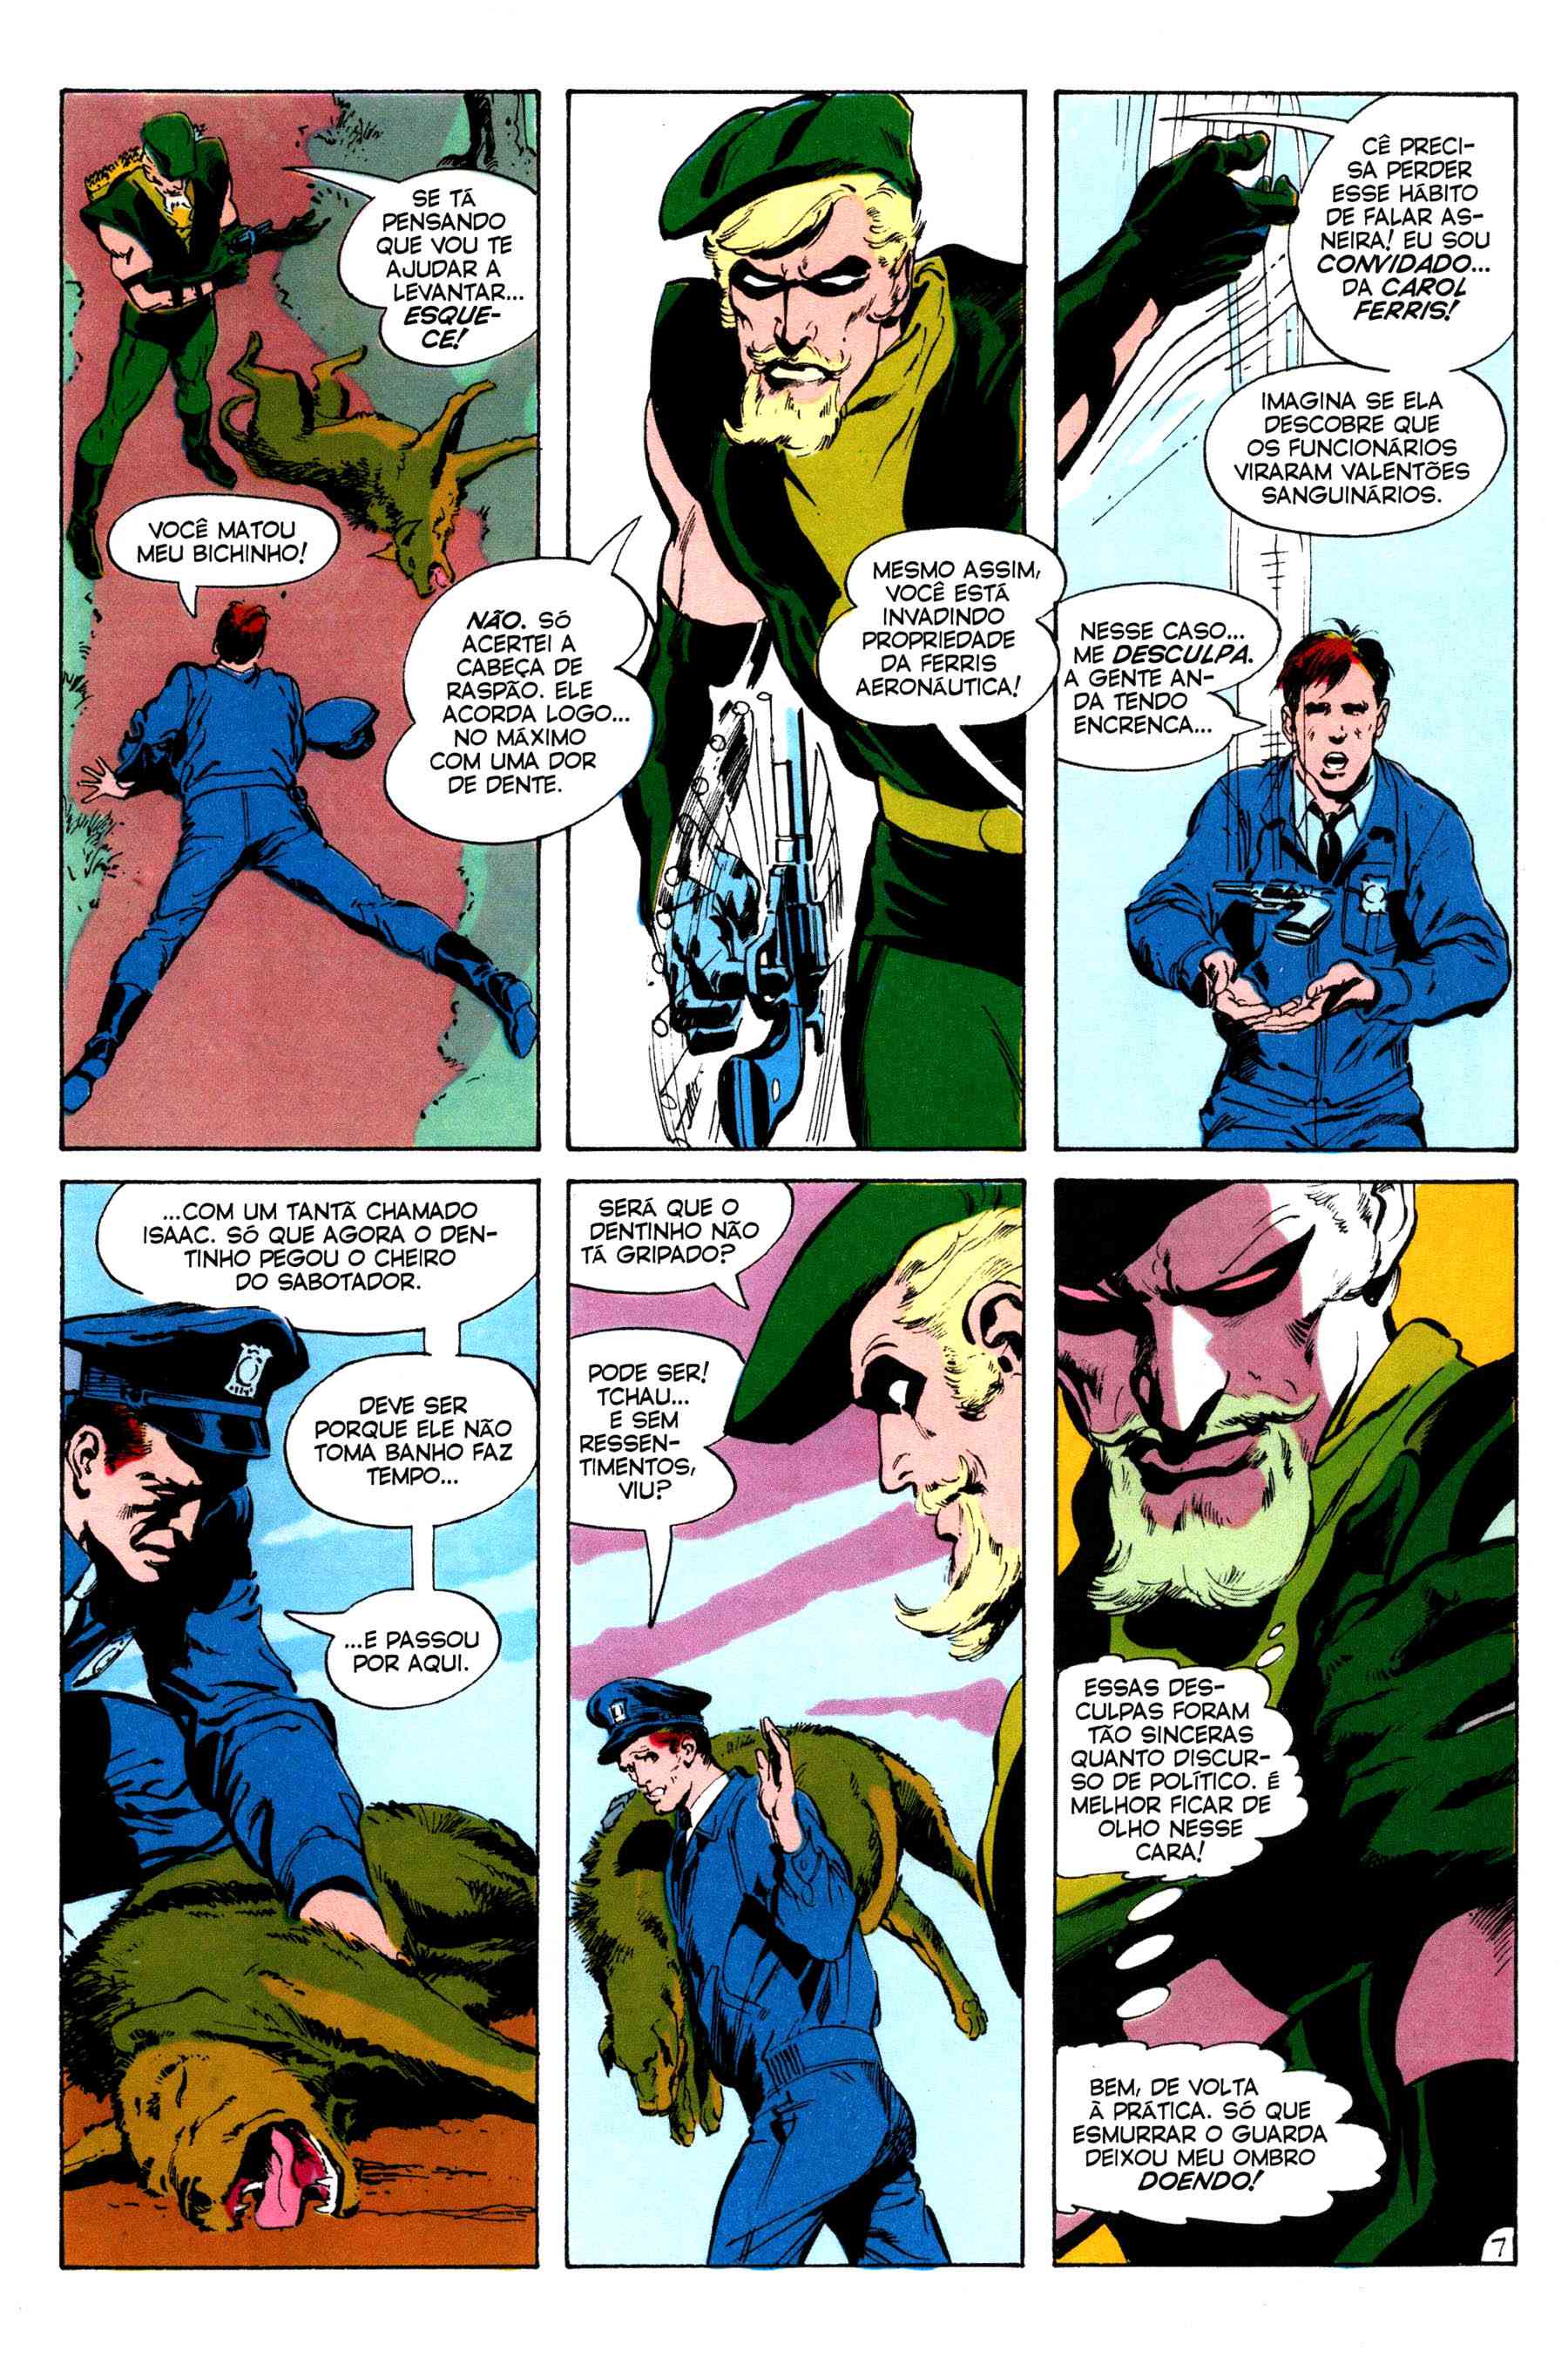 SE TÁ
PENSANDO
QUE VOU TE
AJUDAR A
LEVANTAR...
ESQUE-
CE!
VOCÊ MATOU
MEU BICHINHO!
NÃO. SÓ
ACERTEI A
CABEÇA DE
RASPÃO. ELE
ACORDA LOGO...
NO MÁXIMO
COM UMA DOR
DE DENTE.
MESMO ASSIM,
VOCÊ ESTÁ
INVADINDO
PROPRIEDADE
DA FERRIS
AERONÁUTICA!
CÊ PRECI-
SA PERDER
ESSE HÁBITO
DE FALAR AS-
NEIRA! EU SOU
CONVIDADO...
DA CAROL
FERRIS!
IMAGINA SE ELA
DESCOBRE QUE
OS FUNCIONÁRIOS
VIRARAM VALENTÕES
SANGUINÁRIOS.
NESSE CASO...
ME DESCULPA.
A GENTE AN-
DA TENDO
ENCRENCA...
...COM UM TANTÃ CHAMADO
ISAAC. SÓ QUE AGORA O DEN-
TINHO PEGOU O CHEIRO
DO SABOTADOR.
DEVE SER
PORQUE ELE NÃO
TOMA BANHO FAZ
TEMPO...
...E PASSOU
POR AQUI.
SERÁ QUE O
DENTINHO NÃO
TÁ GRIPADO?
PODE SER!
TCHAU...
E SEM
RESSEN-
TIMENTOS,
VIU?
ESSAS DES-
CULPAS FORAM
TÃO SINCERAS
QUANTO DISCUR-
SO DE POLÍTICO. É
MELHOR FICAR DE
OLHO NESSE
CARA!
BEM, DE VOLTA
À PRÁTICA. SÓ QUE
ESMURRAR O GUARDA
DEIXOU MEU OMBRO
DOENDO!
7